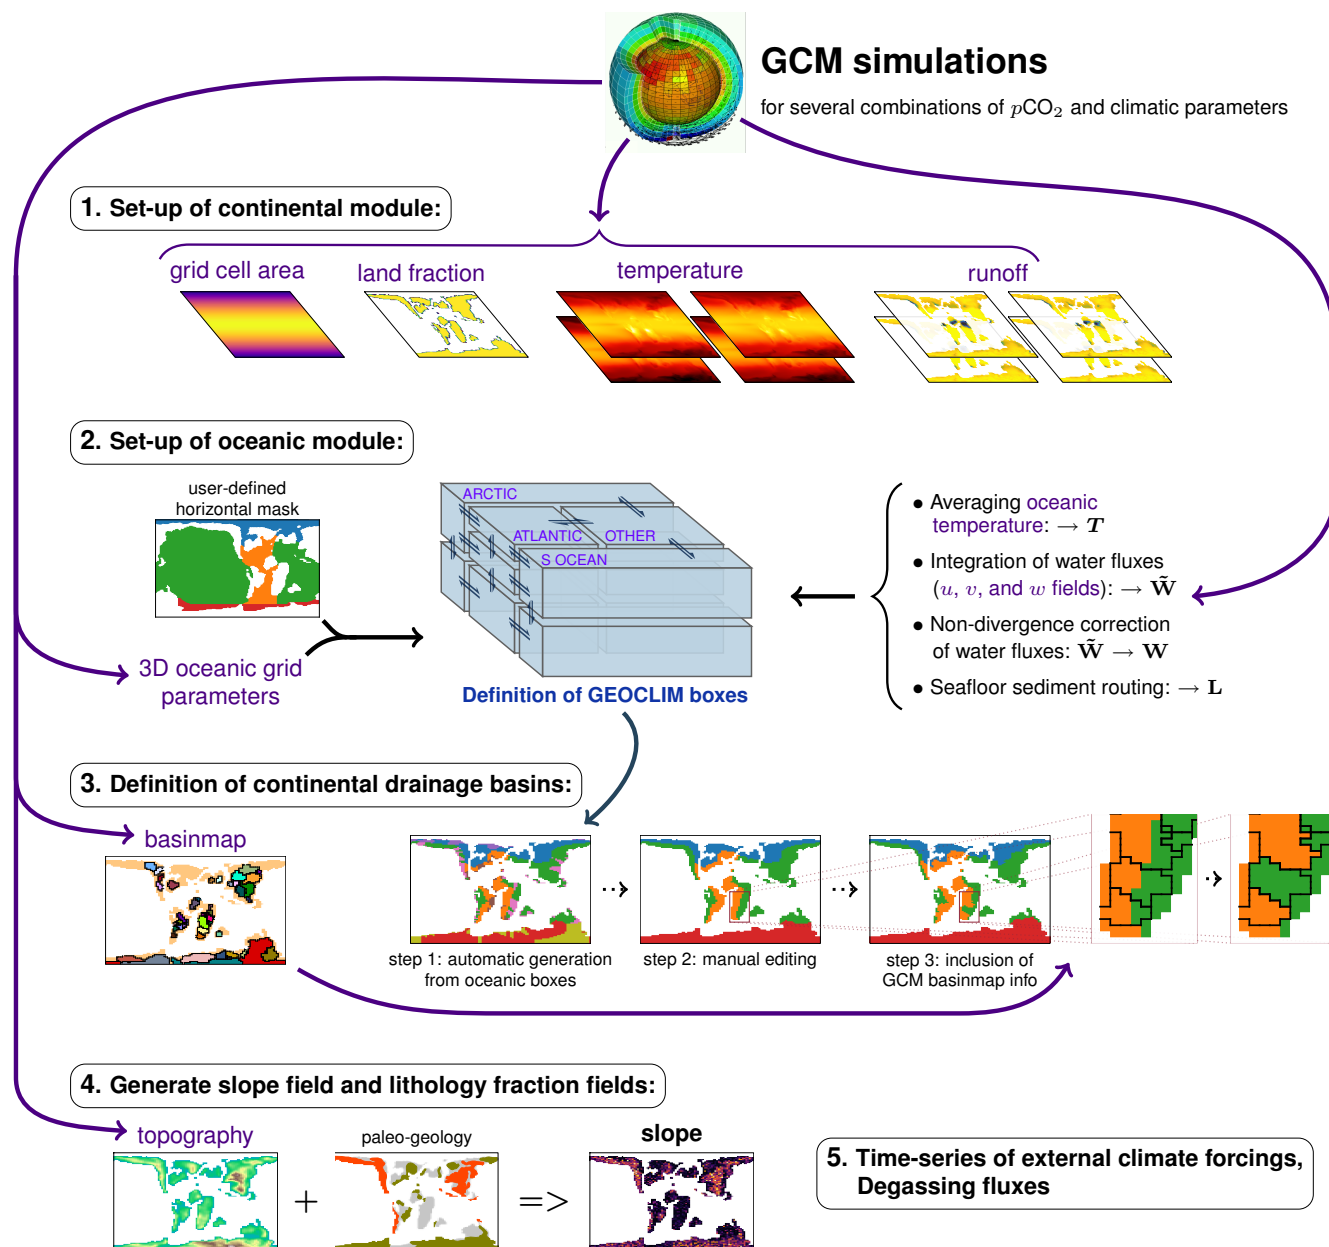 GCM simulations
for several combinations of pCO₂ and climatic parameters
1. Set-up of continental module:
grid cell area
land fraction
temperature
runoff
2. Set-up of oceanic module:
user-defined
horizontal mask
3D oceanic grid
parameters
ARCTIC
ATLANTIC
OTHER
S OCEAN
Definition of GEOCLIM boxes
• Averaging oceanic
temperature: → T
• Integration of water fluxes
(u, v, and w fields): → W̃
• Non-divergence correction
of water fluxes: W̃ → W
• Seafloor sediment routing: → L
3. Definition of continental drainage basins:
basinmap
step 1: automatic generation
from oceanic boxes
step 2: manual editing
step 3: inclusion of
GCM basinmap info
4. Generate slope field and lithology fraction fields:
topography
+
paleo-geology
=>
slope
5. Time-series of external climate forcings,
Degassing fluxes